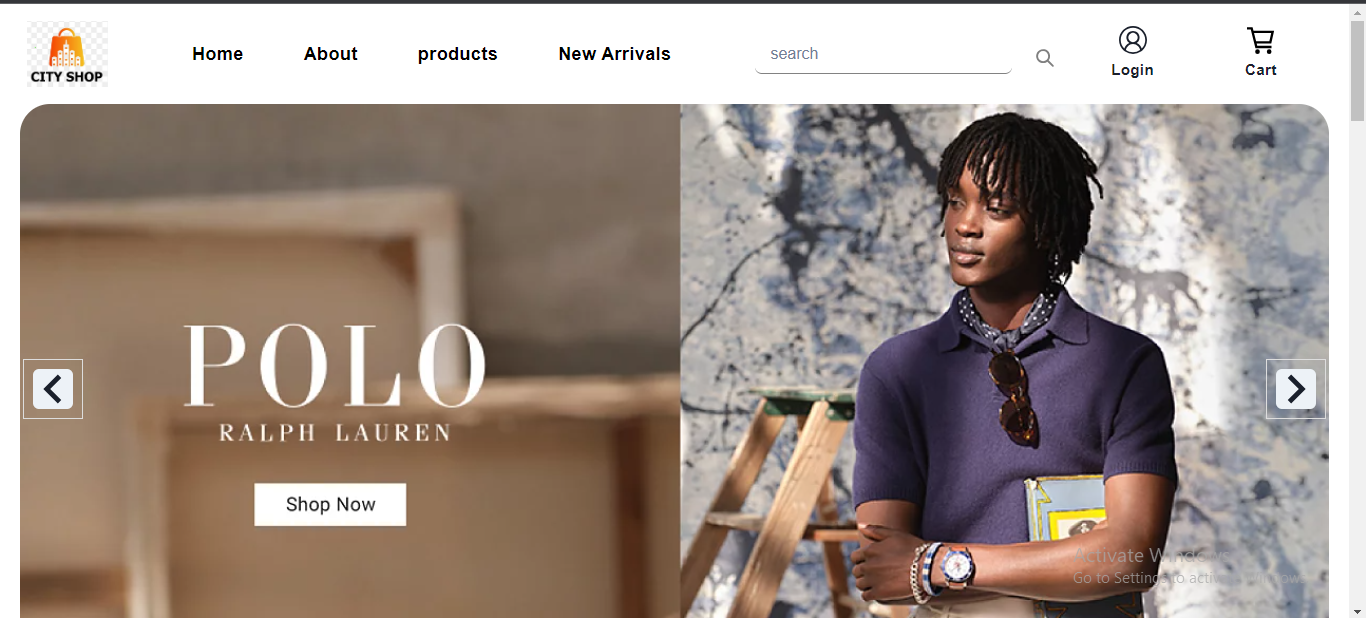 CITY SHOP
Home
About
products
New Arrivals
search
Login
Cart
POLO
RALPH LAUREN
Shop Now
Activate Windows
Go to Settings to activate Windows.